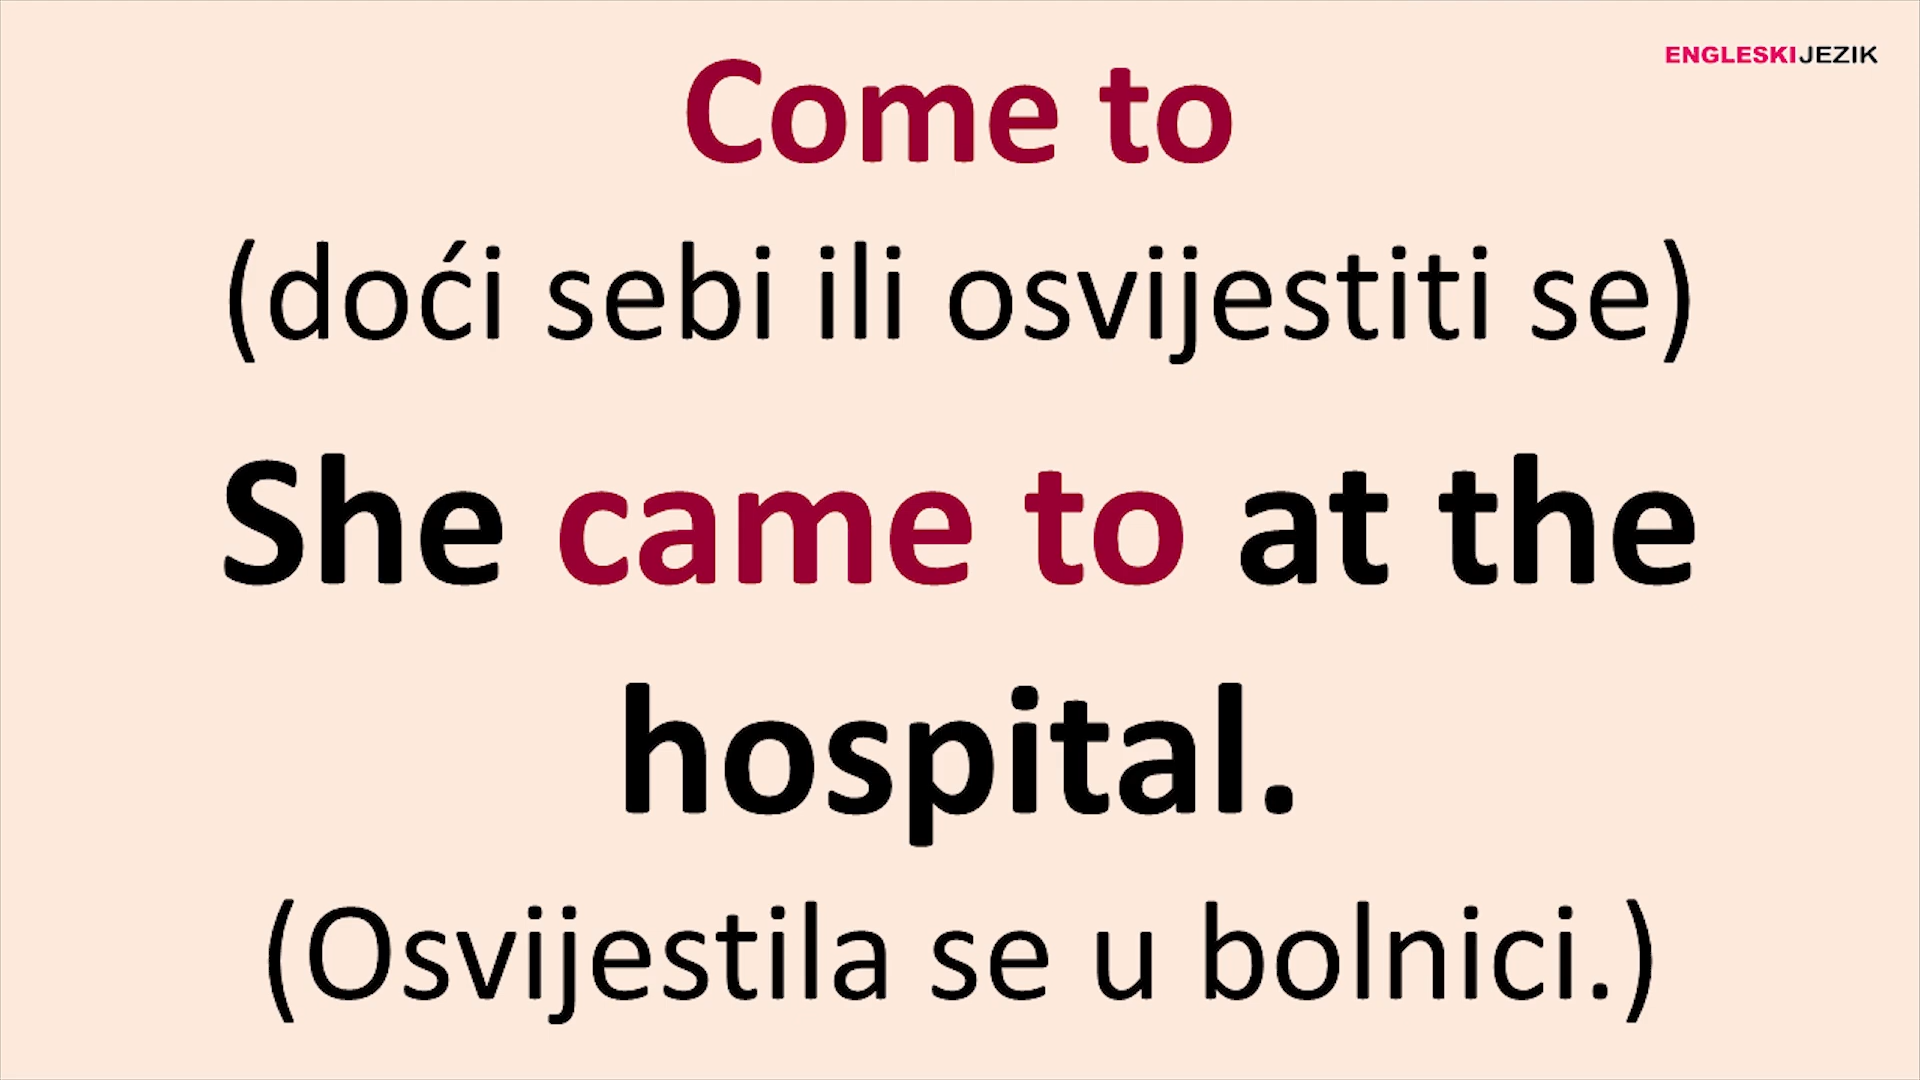 ENGLESKIJEZIK
Come to
(doći sebi ili osvijestiti se)
She came to at the
hospital.
(Osvijestila se u bolnici.)